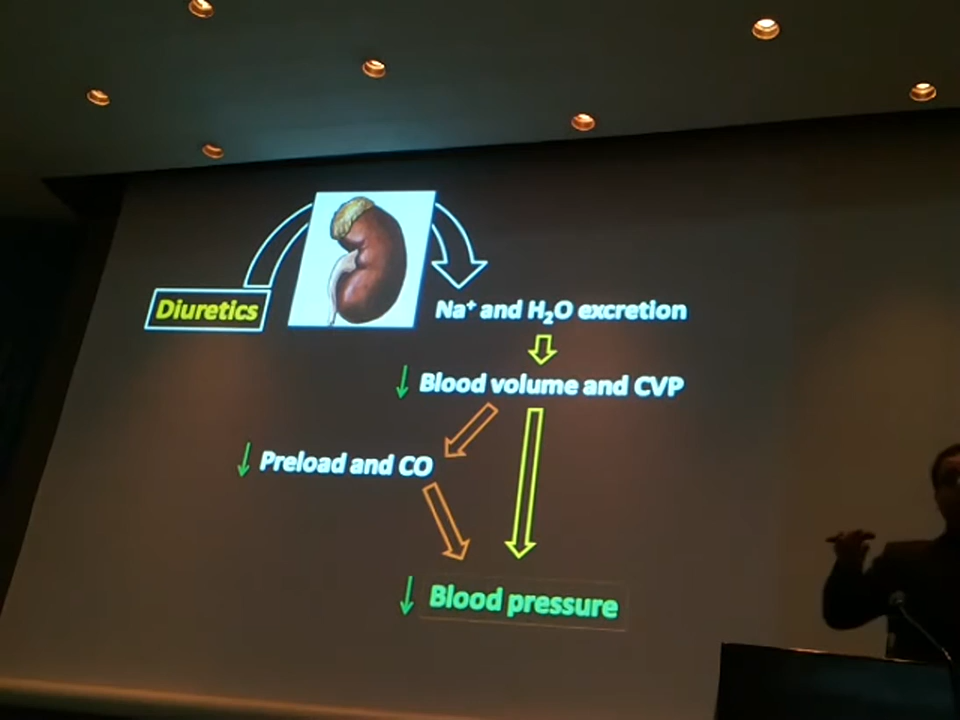 Diuretics
Na⁺ and H₂O excretion
↓ Blood volume and CVP
↓ Preload and CO
↓ Blood pressure